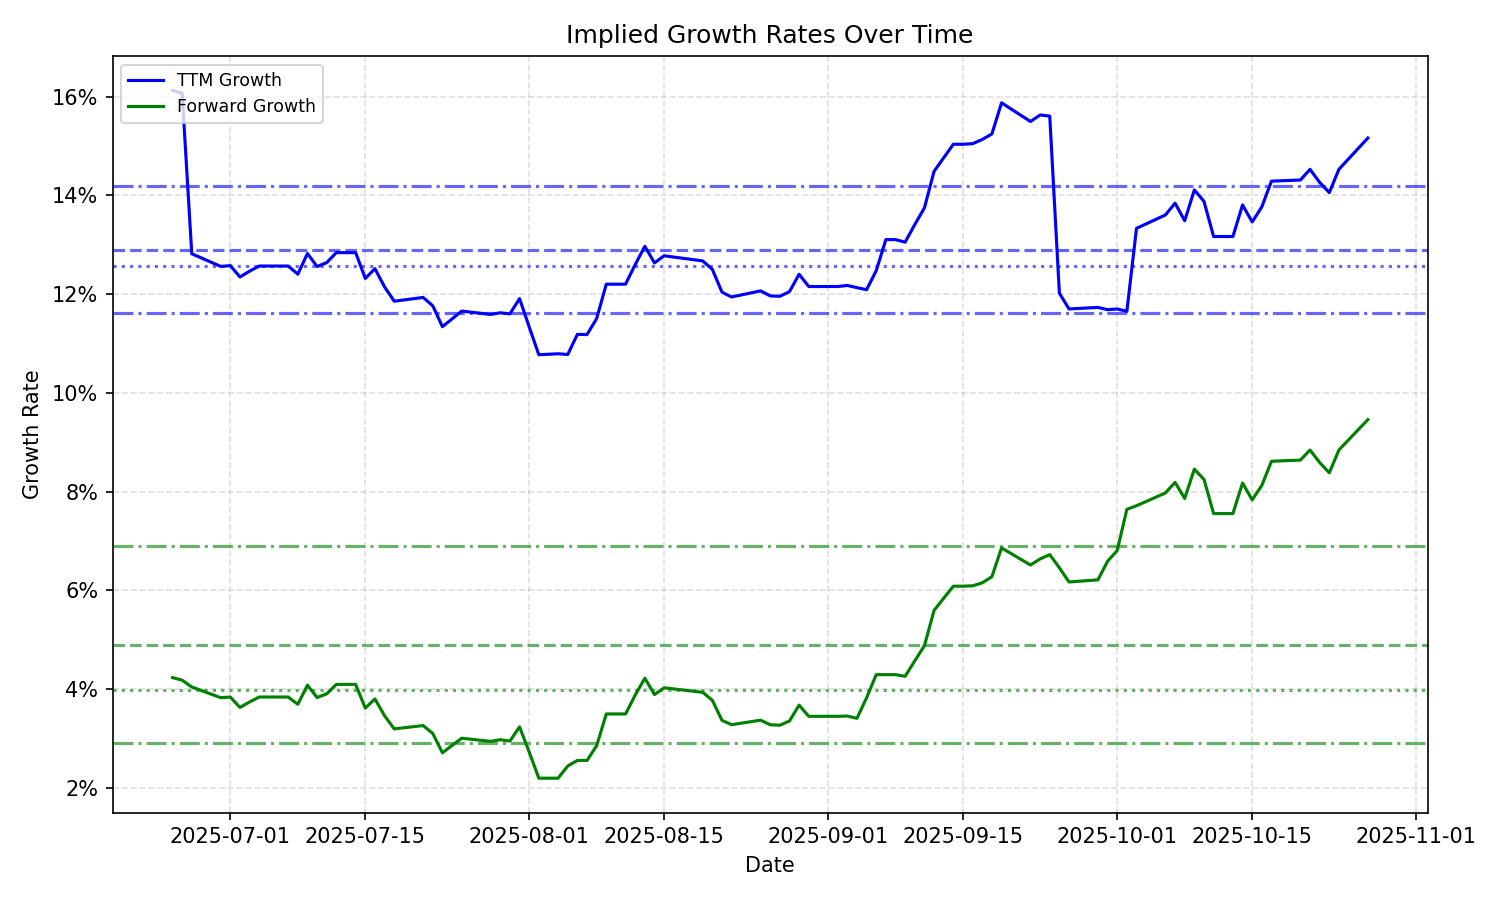 Implied Growth Rates Over Time
TTM Growth
Forward Growth
16%
14%
12%
10%
8%
6%
4%
2%
Growth Rate
2025-07-01 2025-07-15 2025-08-01 2025-08-15 2025-09-01 2025-09-15 2025-10-01 2025-10-15 2025-11-01
Date